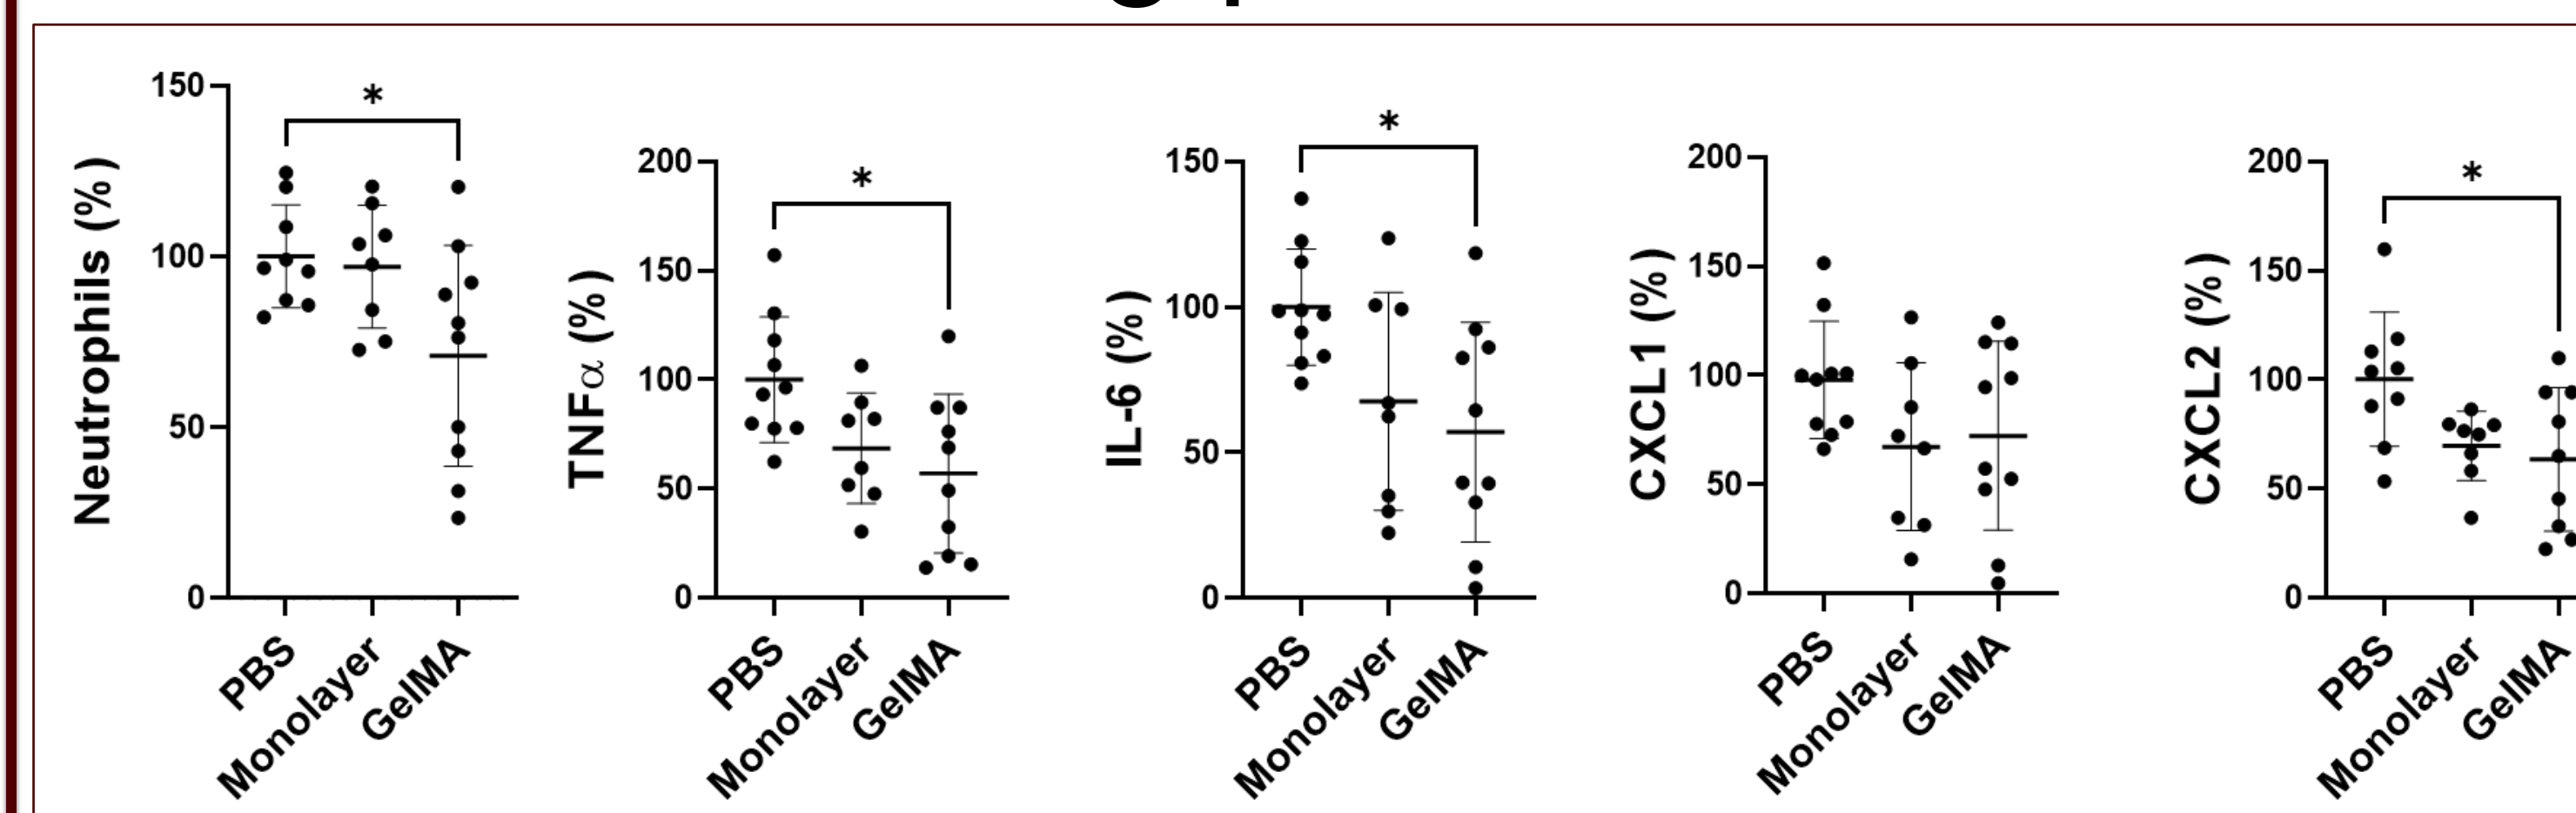 Neutrophils (%)
150
100
50
0
*
PBS
Monolayer
GelMA
TNFα (%)
200
150
100
50
0
*
PBS
Monolayer
GelMA
IL-6 (%)
150
100
50
0
*
PBS
Monolayer
GelMA
CXCL1 (%)
200
150
100
50
0
PBS
Monolayer
GelMA
CXCL2 (%)
200
150
100
50
0
*
PBS
Monolayer
GelMA